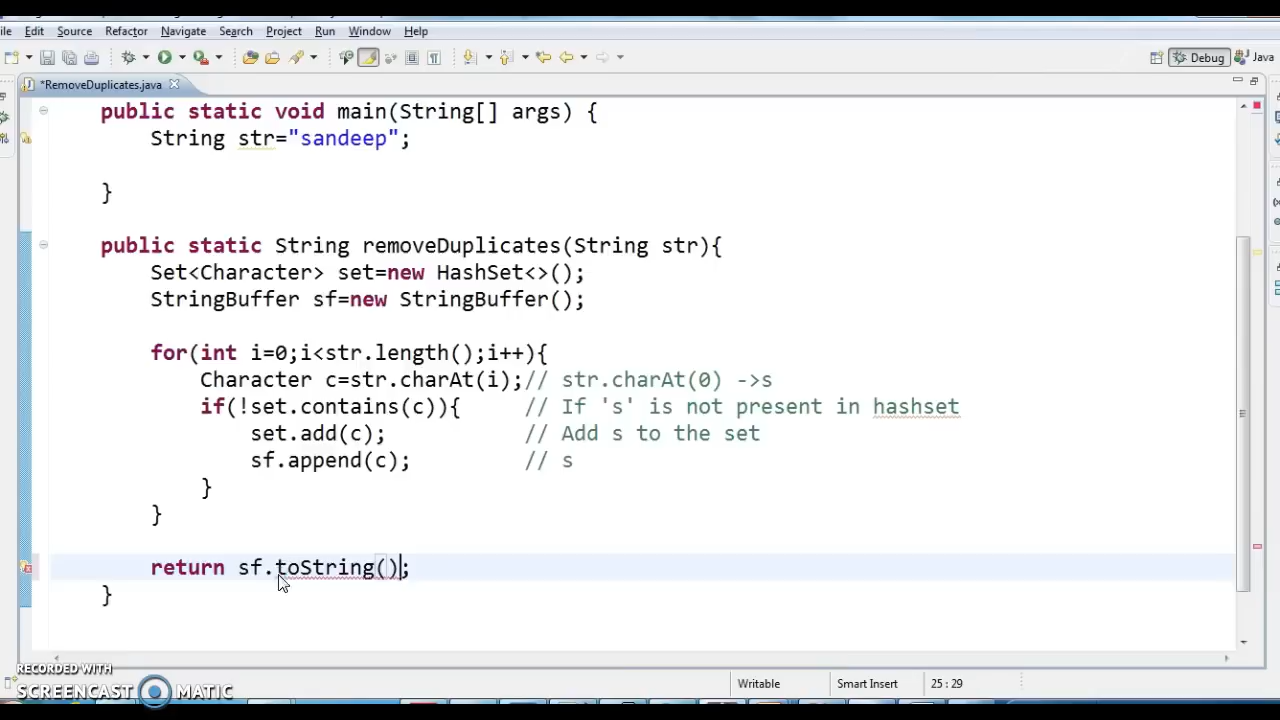 ile Edit Source Refactor Navigate Search Project Run Window Help
Debug Java
*RemoveDuplicates.java
public static void main(String[] args) {
String str="sandeep";
}
public static String removeDuplicates(String str){
Set<Character> set=new HashSet<>();
StringBuffer sf=new StringBuffer();
for(int i=0;i<str.length();i++){
Character c=str.charAt(i);// str.charAt(0) ->s
if(!set.contains(c)){ // If 's' is not present in hashset
set.add(c); // Add s to the set
sf.append(c); // s
}
}
return sf.toString();
}
RECORDED WITH
SCREENCAST MATIC
Writable Smart Insert 25 : 29